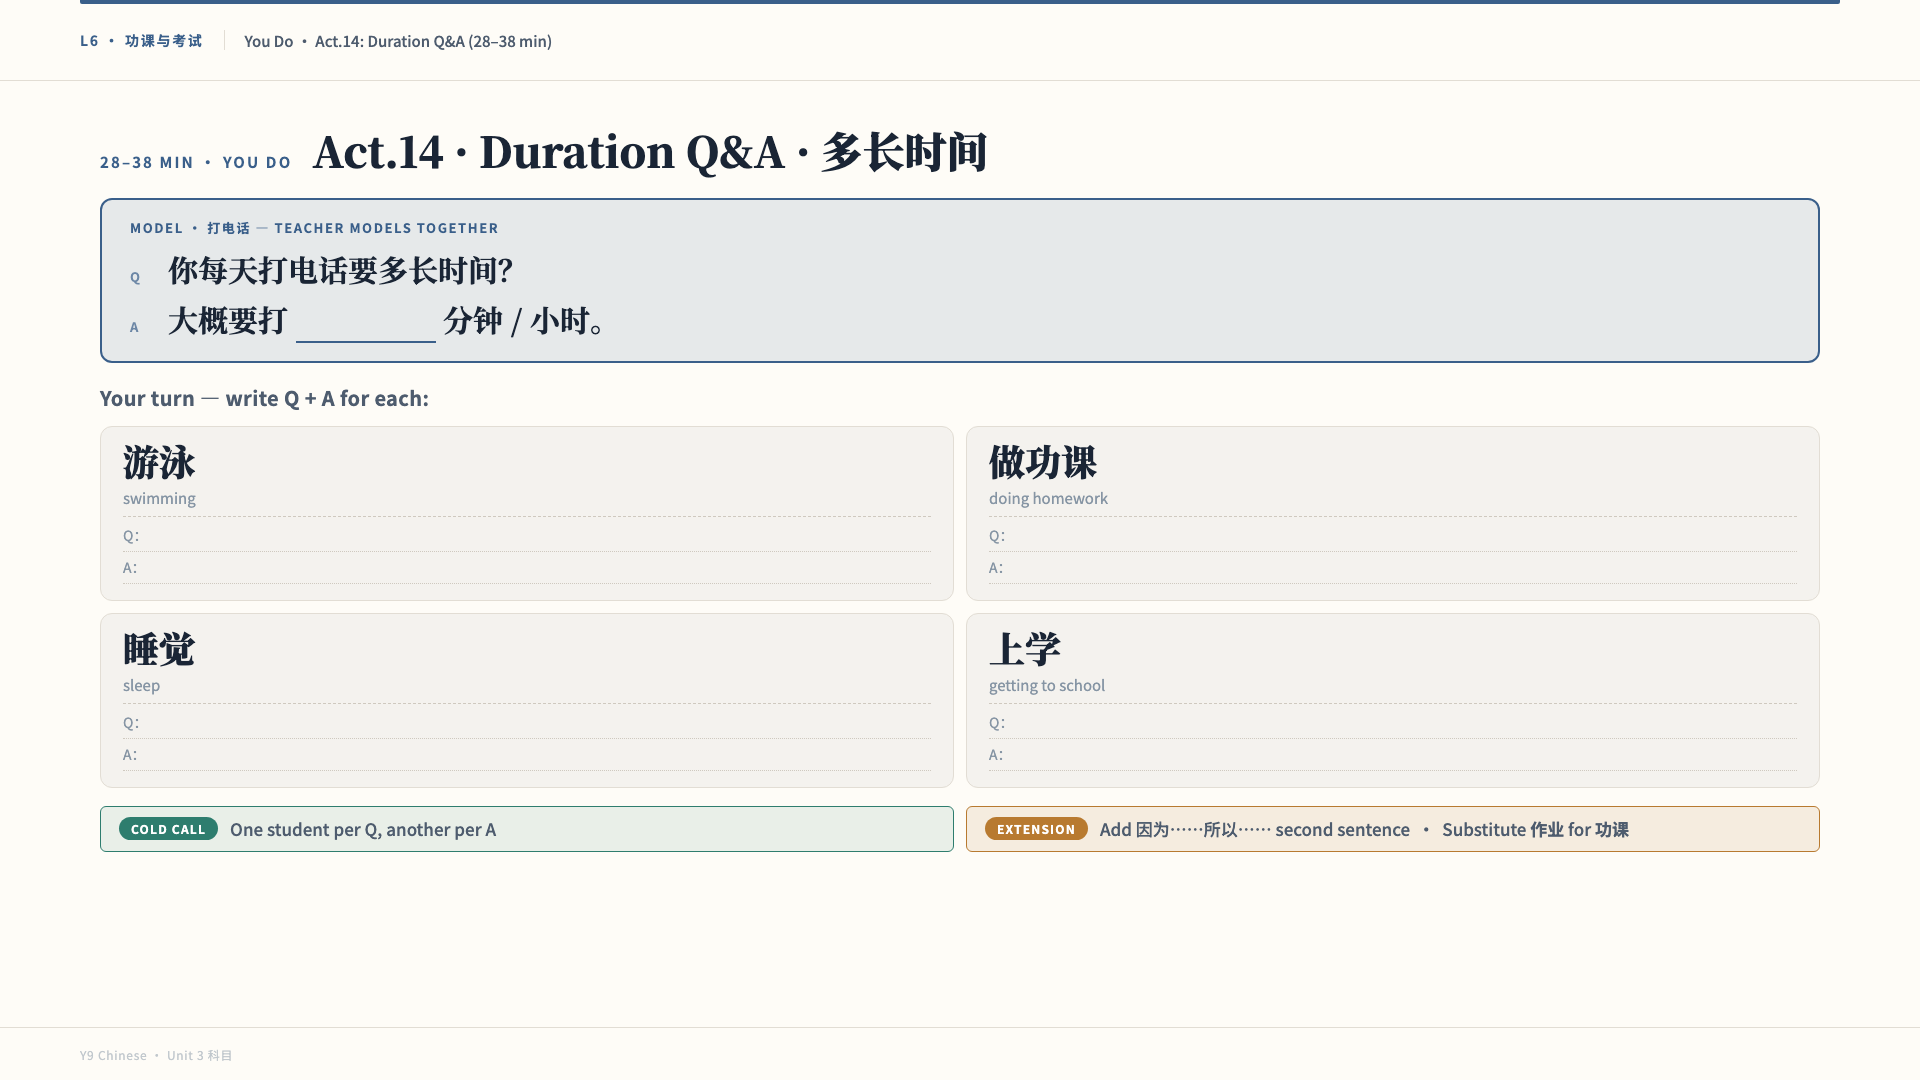 L6 • 功课与考试
You Do • Act.14: Duration Q&A (28–38 min)
28–38 MIN • YOU DO
Act.14 · Duration Q&A · 多长时间
MODEL • 打电话 — TEACHER MODELS TOGETHER
Q 你每天打电话要多长时间？
A 大概要打 ________ 分钟 / 小时。
Your turn — write Q + A for each:
游泳
swimming
Q:
A:
做功课
doing homework
Q:
A:
睡觉
sleep
Q:
A:
上学
getting to school
Q:
A:
COLD CALL One student per Q, another per A
EXTENSION Add 因为……所以…… second sentence • Substitute 作业 for 功课
Y9 Chinese • Unit 3 科目